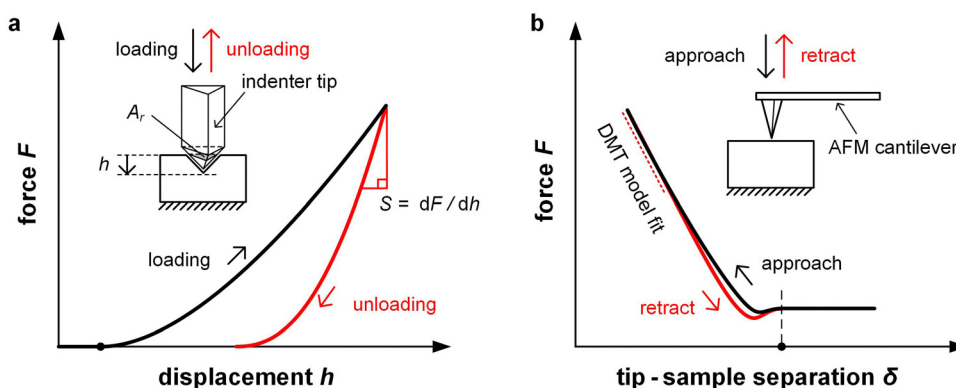 a
loading
unloading
indenter tip
Aᵣ
h
force F
S = dF / dh
loading
unloading
displacement h
b
approach
retract
AFM cantilever
force F
DMT model fit
approach
retract
tip - sample separation δ